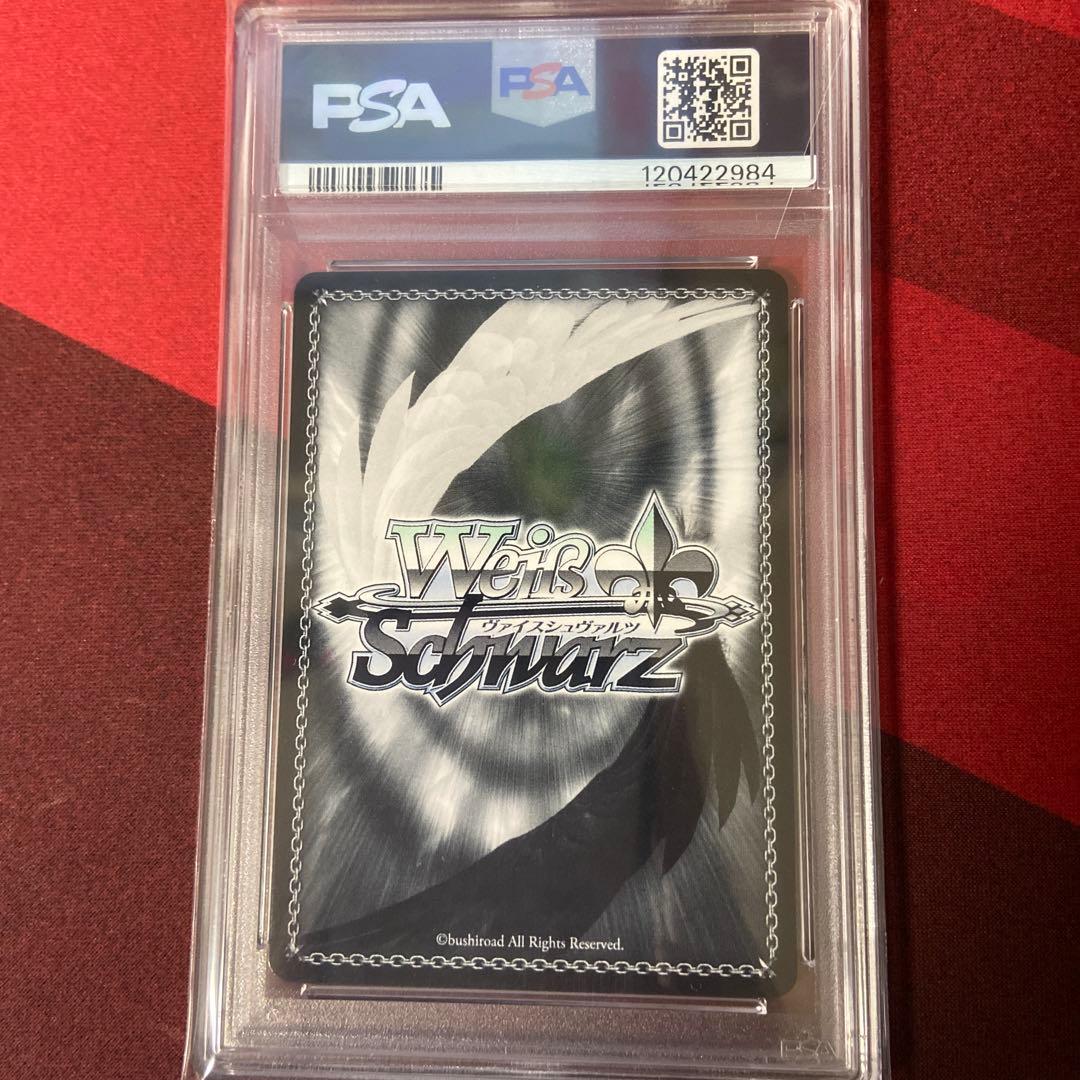 PSA
PSA
120422984
Weiß
ヴァイスシュヴァルツ
Schwarz
©bushiroad All Rights Reserved.
PSA